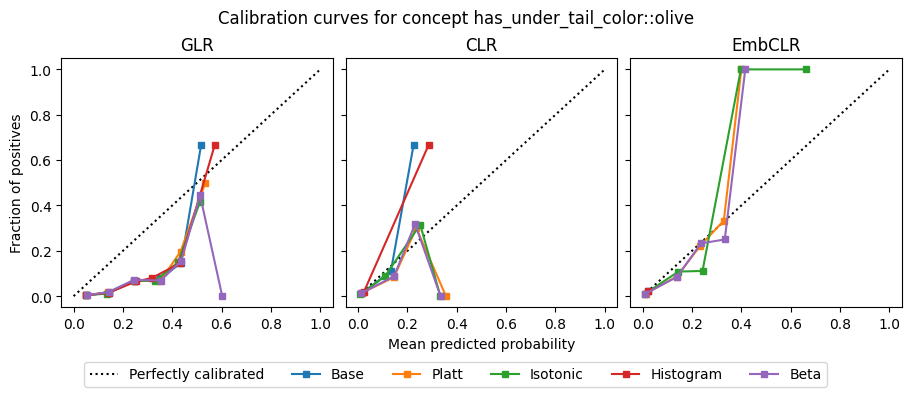 Calibration curves for concept has_under_tail_color::olive
GLR
CLR
EmbCLR
Fraction of positives
1.0
0.8
0.6
0.4
0.2
0.0
0.0 0.2 0.4 0.6 0.8 1.0
0.0 0.2 0.4 0.6 0.8 1.0
0.0 0.2 0.4 0.6 0.8 1.0
Mean predicted probability
Perfectly calibrated Base Platt Isotonic Histogram Beta